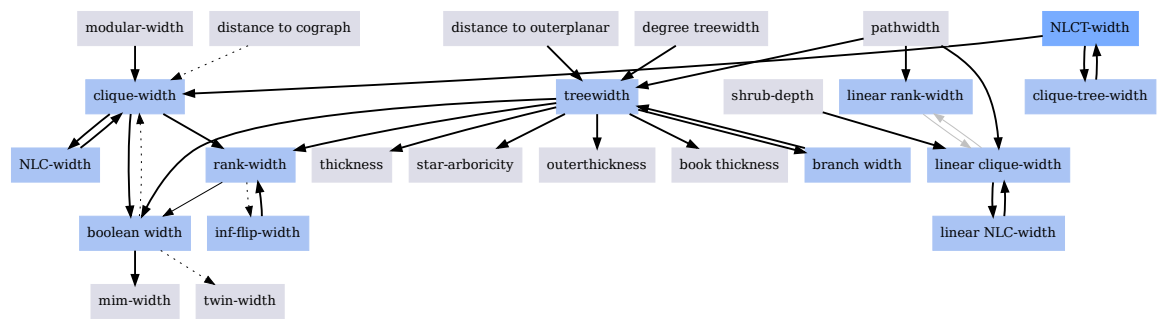 modular-width
distance to cograph
distance to outerplanar
degree treewidth
pathwidth
NLCT-width
clique-width
treewidth
shrub-depth
linear rank-width
clique-tree-width
NLC-width
rank-width
thickness
star-arboricity
outerthickness
book thickness
branch width
linear clique-width
boolean width
inf-flip-width
linear NLC-width
mim-width
twin-width